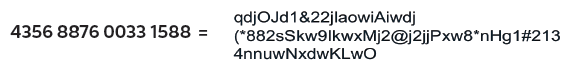 4356 8876 0033 1588 =
qdjOJd1&22jlaowiAiwdj
(*882sSkw9lkwxMj2@j2jjPxw8*nHg1#213
4nnuwNxdwKLwO